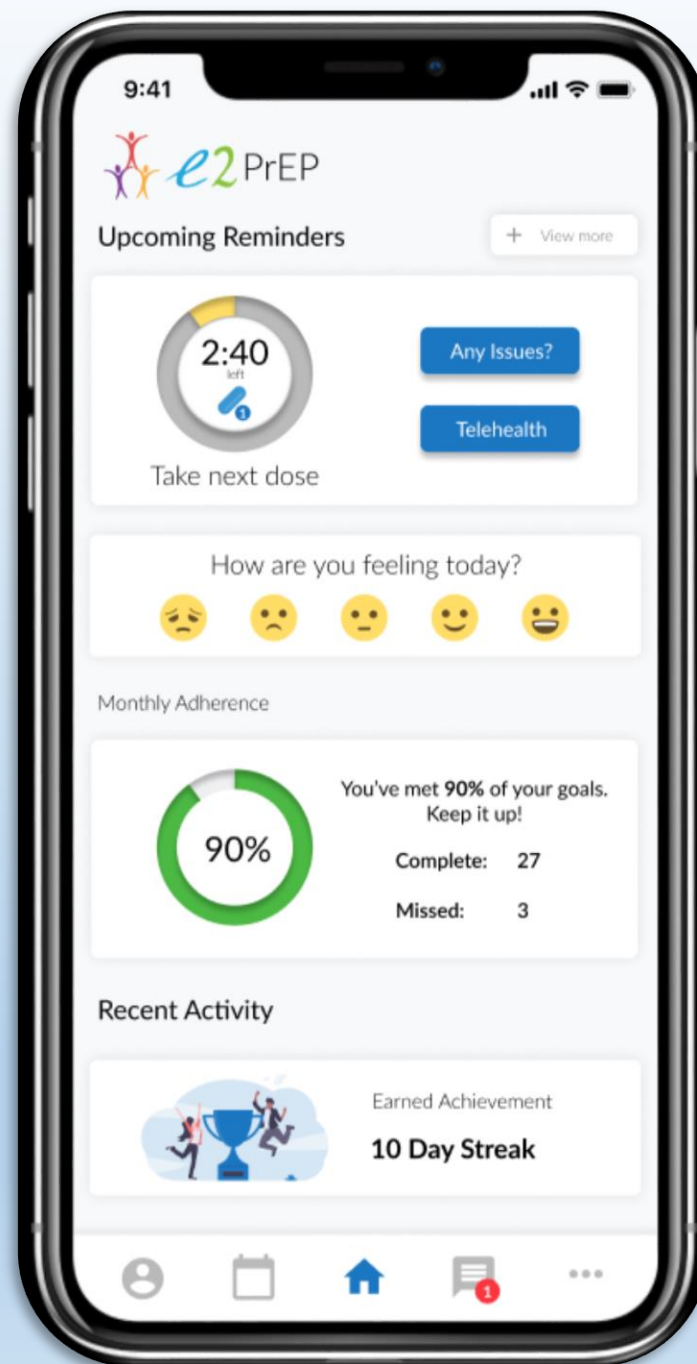 9:41
e2PrEP
Upcoming Reminders
+ View more
2:40
left
1
Take next dose
Any Issues?
Telehealth
How are you feeling today?
Monthly Adherence
90%
You've met 90% of your goals.
Keep it up!
Complete: 27
Missed: 3
Recent Activity
Earned Achievement
10 Day Streak
1